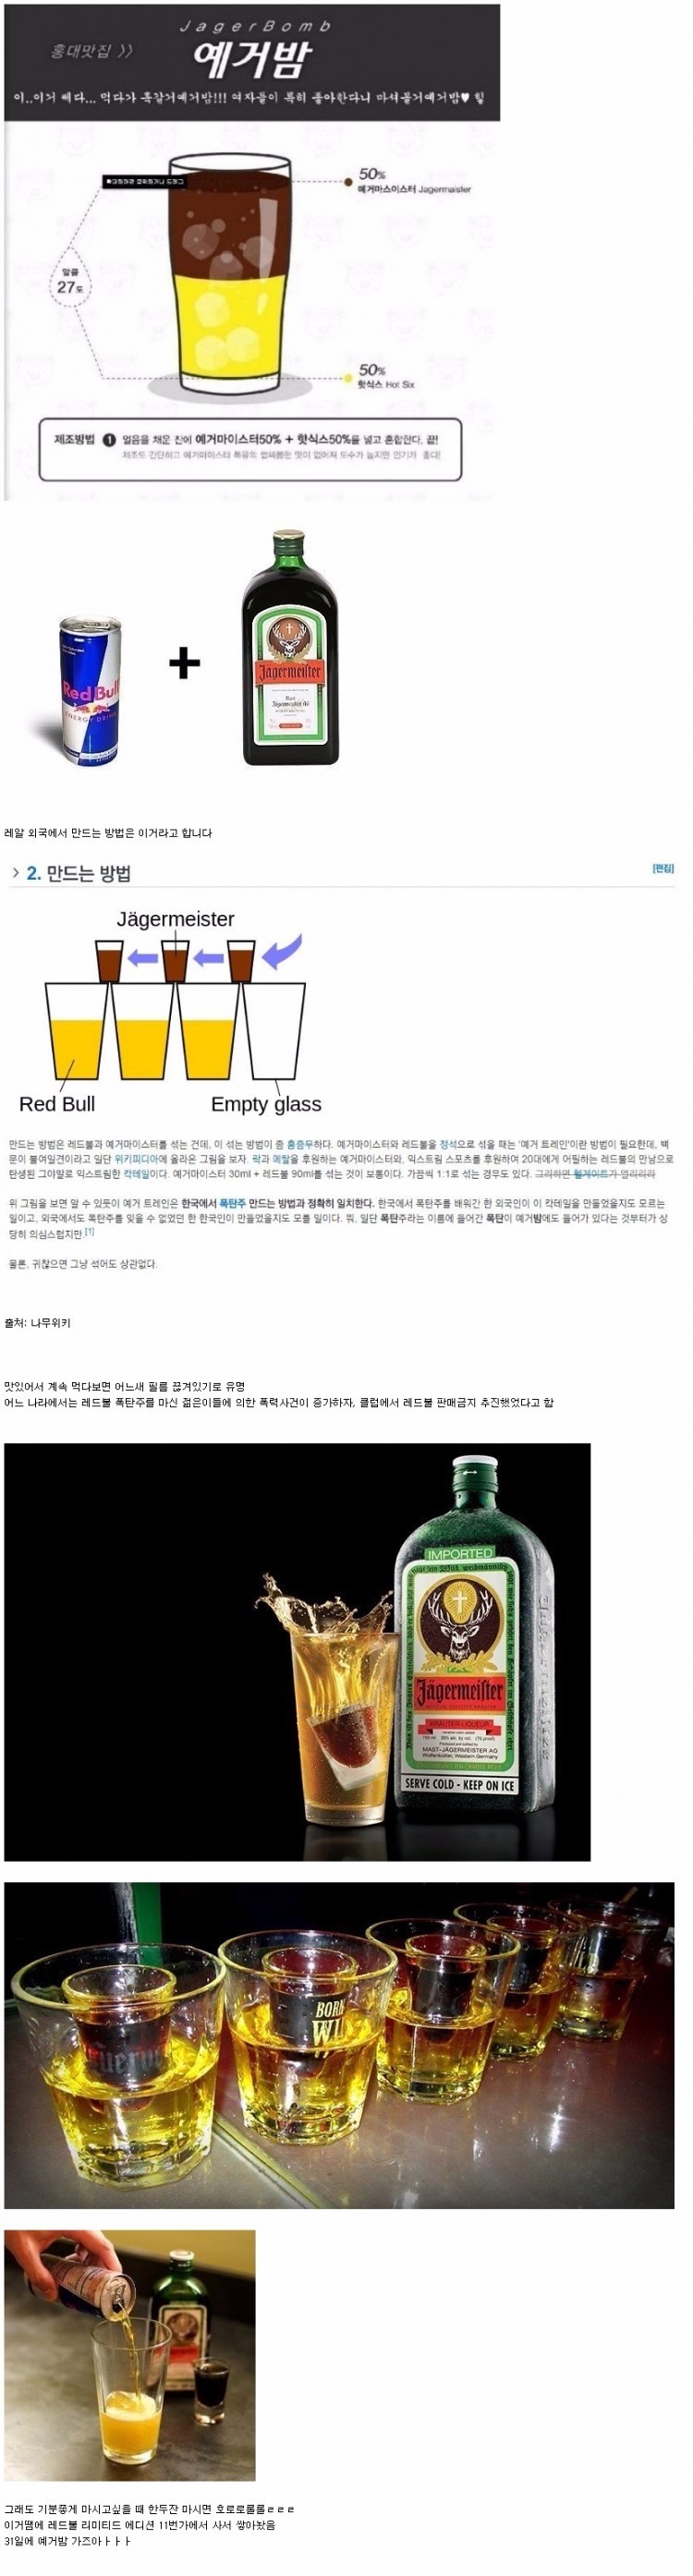 JagerBomb
홍대맛집 》
예거밤
이..이거 쎄다... 먹다가 훅갈거예거밤!!! 여자들이 특히 좋아한다니 마셔볼거예거밤♥ 힣
50%
예거마스이스터 Jagermaister
알콜
27도
50%
핫식스 Hot Six
제조방법 1 얼음을 채운 잔에 예거마이스터50% + 핫식스50%를 넣고 혼합한다. 끝!
제조도 간단하고 예거마이스터 특유의 쌉싸름한 맛이 없어져 도수가 높지만 인기가 좋다!
Red Bull
ENERGY DRINK
+
Jägermeister
레알 외국에서 만드는 방법은 이거라고 합니다
> 2. 만드는 방법
[편집]
Jägermeister
Red Bull
Empty glass
만드는 방법은 레드불과 예거마이스터를 섞는 건데, 이 섞는 방법이 좀 흠좀무하다. 예거마이스터와 레드불을 정석으로 섞을 때는 '예거 트레인'이란 방법이 필요한데, 백
문이 불여일견이라고 일단 위키피디아에 올라온 그림을 보자. 락과 메탈을 후원하는 예거마이스터와, 익스트림 스포츠를 후원하여 20대에게 어필하는 레드불의 만남으로
탄생된 그야말로 익스트림한 칵테일이다. 예거마이스터 30ml + 레드불 90ml를 섞는 것이 보통이다. 가끔씩 1:1로 섞는 경우도 있다. 그리하면 헬게이트가 열리리라
위 그림을 보면 알 수 있듯이 예거 트레인은 한국에서 폭탄주 만드는 방법과 정확히 일치한다. 한국에서 폭탄주를 배워간 한 외국인이 이 칵테일을 만들었을지도 모르는
일이고, 외국에서도 폭탄주를 잊을 수 없었던 한 한국인이 만들었을지도 모를 일이다. 뭐, 일단 폭탄주라는 이름에 들어간 폭탄이 예거밤에도 들어가 있다는 것부터가 상
당히 의심스럽지만.[1]
물론, 귀찮으면 그냥 섞어도 상관없다.
출처: 나무위키
맛있어서 계속 먹다보면 어느새 필름 끊겨있기로 유명
어느 나라에서는 레드불 폭탄주를 마신 젊은이들에 의한 폭력사건이 증가하자, 클럽에서 레드불 판매금지 추진했었다고 함
IMPORTED
Jägermeister
KRÄUTER-LIQUEUR
MAST-JÄGERMEISTER AG
SERVE COLD - KEEP ON ICE
BORN
WI
그래도 기분좋게 마시고싶을 때 한두잔 마시면 호로로롤롤ㄹㄹㄹ
이거땜에 레드불 리미티드 에디션 11번가에서 사서 쌓아놨음
31일에 예거밤 가즈아ㅏㅏㅏ